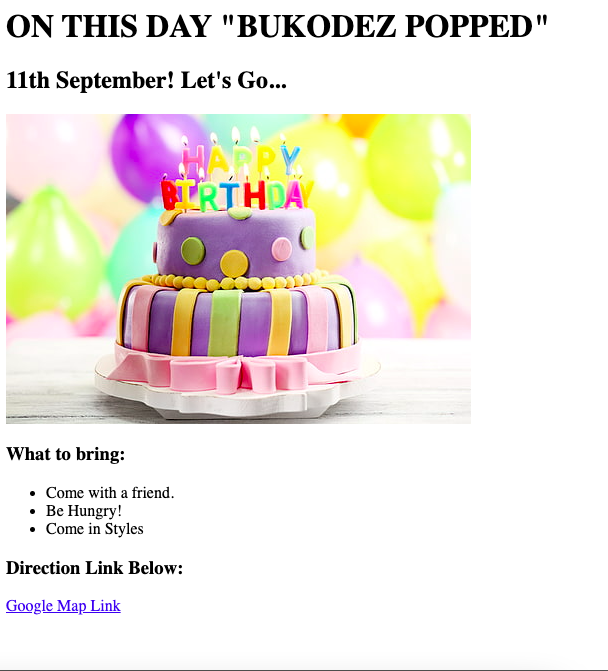 ON THIS DAY "BUKODEZ POPPED"
11th September! Let's Go...
HAPPY
BIRTHDAY
What to bring:
Come with a friend.
Be Hungry!
Come in Styles
Direction Link Below:
Google Map Link